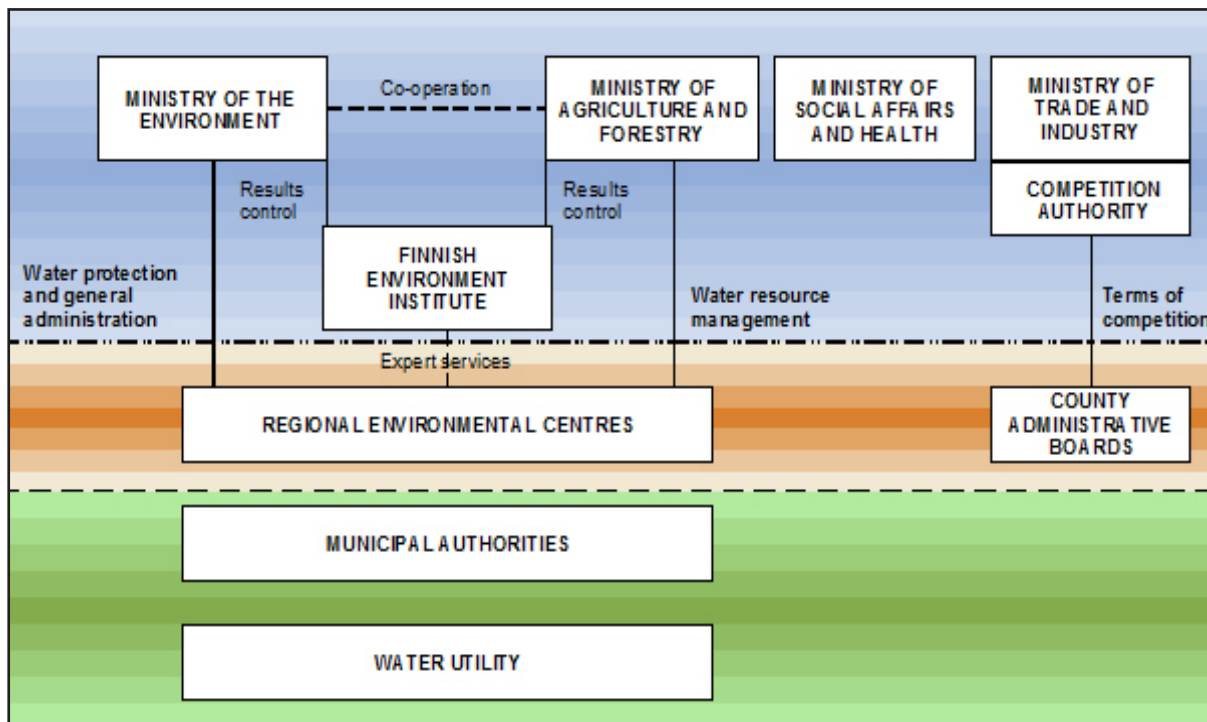 MINISTRY OF THE
ENVIRONMENT
Co-operation
MINISTRY OF
AGRICULTURE AND
FORESTRY
MINISTRY OF
SOCIAL AFFAIRS
AND HEALTH
MINISTRY OF
TRADE AND
INDUSTRY
COMPETITION
AUTHORITY
Results
control
Results
control
FINNISH
ENVIRONMENT
INSTITUTE
Water protection
and general
administration
Water resource
management
Terms of
competition
Expert services
REGIONAL ENVIRONMENTAL CENTRES
COUNTY
ADMINISTRATIVE
BOARDS
MUNICIPAL AUTHORITIES
WATER UTILITY